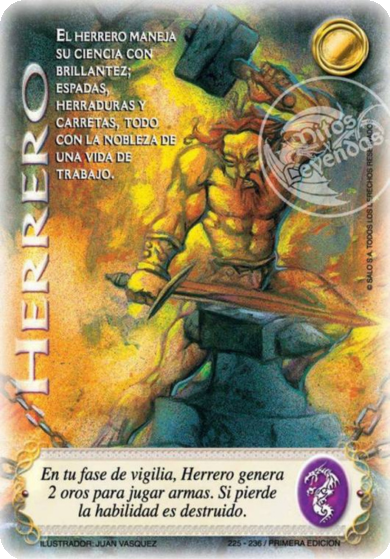 EL HERRERO MANEJA
SU CIENCIA CON
BRILLANTEZ;
ESPADAS,
HERRADURAS Y
CARRETAS, TODO
CON LA NOBLEZA DE
UNA VIDA DE
TRABAJO.
HERRERO
Mitos
Leyendas
© SALO S.A. TODOS LOS DERECHOS RESERVADOS
En tu fase de vigilia, Herrero genera
2 oros para jugar armas. Si pierde
la habilidad es destruido.
ILUSTRADOR: JUAN VASQUEZ
225 - 236 / PRIMERA EDICION